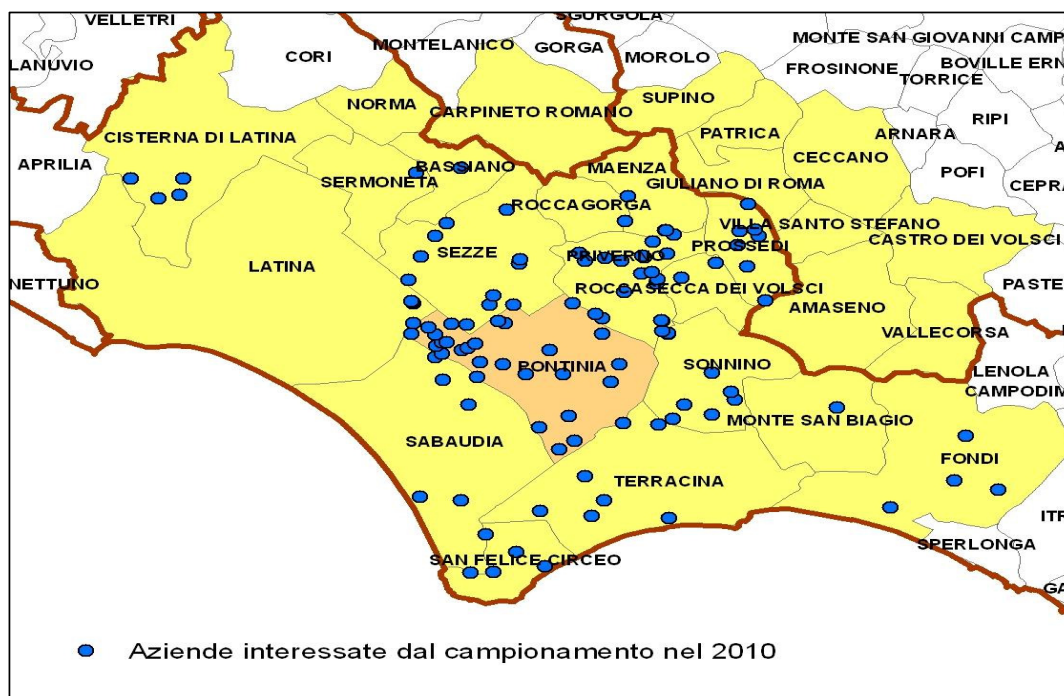 VELLETRI
SGURGOLA
MONTELANICO
GORGA
MONTE SAN GIOVANNI CAMP
LANUVIO
CORI
MOROLO
BOVILLE ERN
FROSINONE
TORRICE
NORMA
SUPINO
CARPINETO ROMANO
RIPI
CISTERNA DI LATINA
PATRICA
ARNARA
APRILIA
BASSIANO
MAENZA
CECCANO
POFI
SERMONETA
GIULIANO DI ROMA
CEPRA
ROCCAGORGA
VILLA SANTO STEFANO
SEZZE
PROSSEDI
CASTRO DEI VOLSCI
LATINA
PRIVERNO
NETTUNO
ROCCASECCA DEI VOLSCI
PASTE
AMASENO
VALLECORSA
PONTINIA
SONNINO
LENOLA
CAMPODIM
MONTE SAN BIAGIO
SABAUDIA
FONDI
TERRACINA
ITR
SPERLONGA
SAN FELICE CIRCEO
GA
Aziende interessate dal campionamento nel 2010